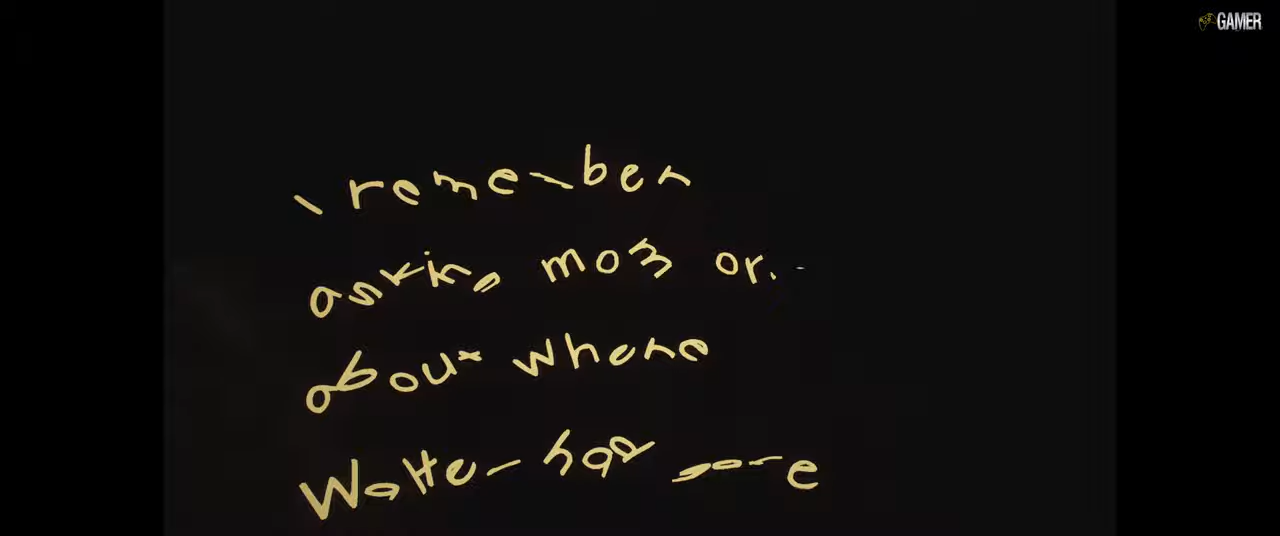 GAMER
I remember
asking mom
about where
Walter had gone